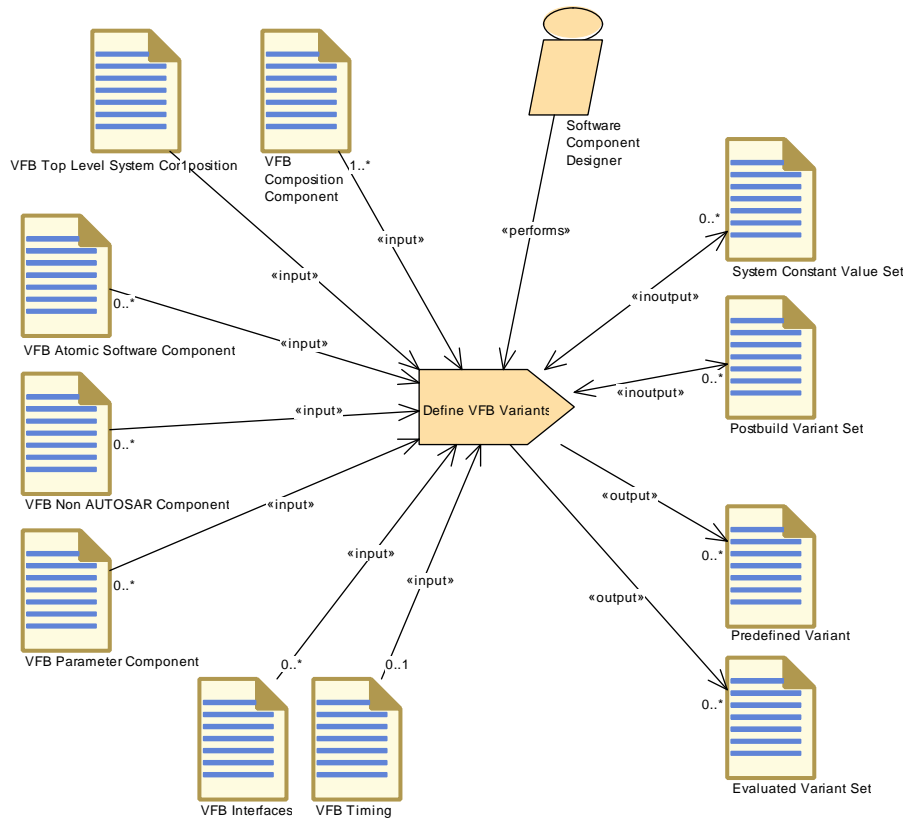 Software
Component
Designer
VFB Top Level System Cor1position
VFB
Composition
Component
1..*
«input»
«input»
«performs»
0..*
System Constant Value Set
«inoutput»
0..*
VFB Atomic Software Component
«input»
0..*
Postbuild Variant Set
«inoutput»
Define VFB Variants
«input»
0..*
VFB Non AUTOSAR Component
«input»
0..*
VFB Parameter Component
«input»
«input»
0..*
0..1
VFB Interfaces
VFB Timing
«output»
0..*
Predefined Variant
«output»
0..*
Evaluated Variant Set